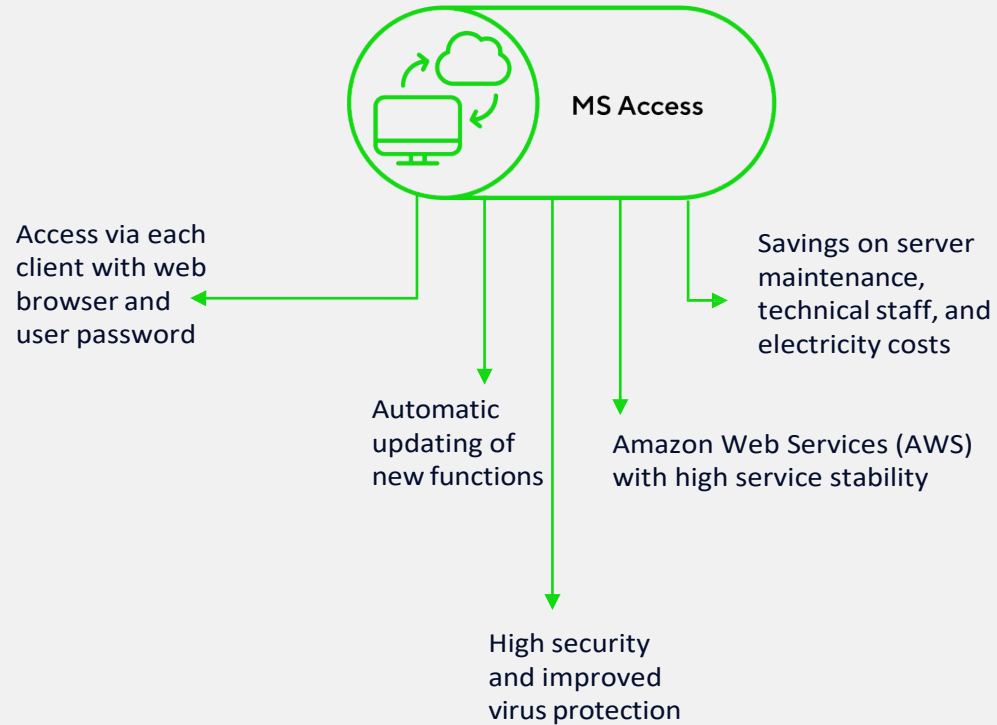 MS Access
Access via each
client with web
browser and
user password
Savings on server
maintenance,
technical staff, and
electricity costs
Automatic
updating of
new functions
Amazon Web Services (AWS)
with high service stability
High security
and improved
virus protection